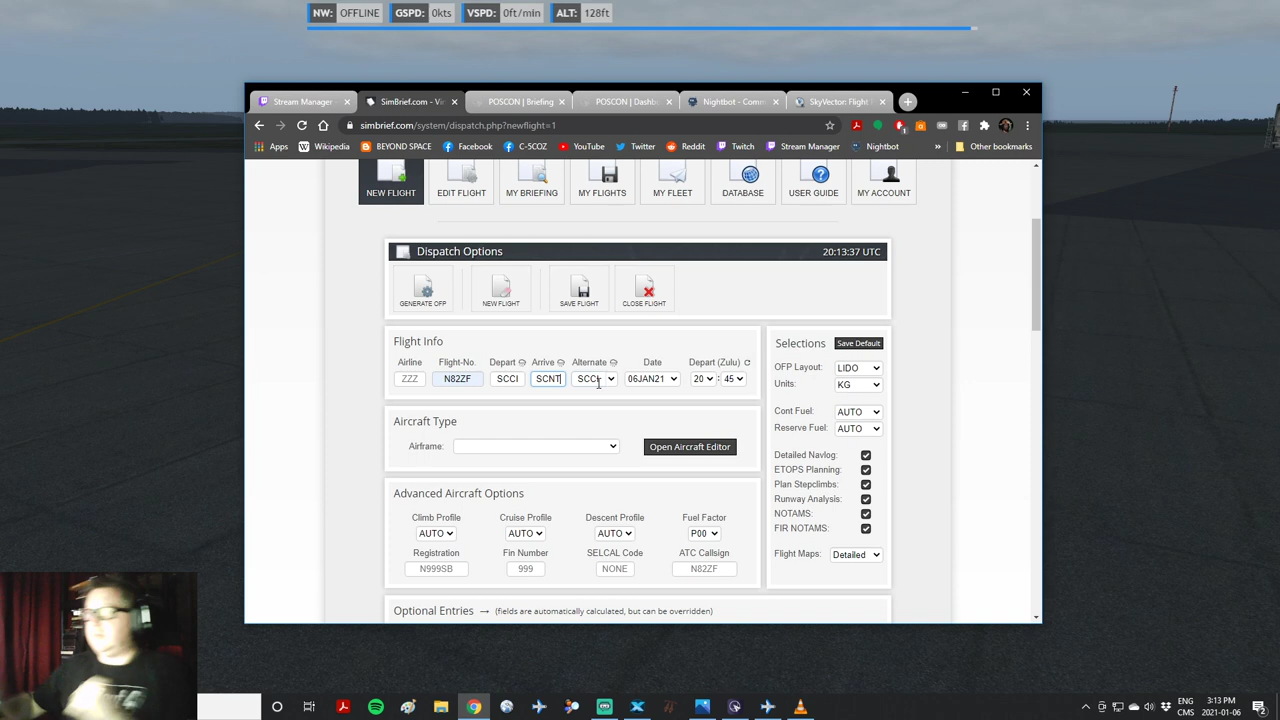 NW: OFFLINE GSPD: 0kts VSPD: 0ft/min ALT: 128ft
Stream Manager SimBrief.com - Vi POSCON | Briefing POSCON | Dashb Nightbot - Comm SkyVector: Flight
simbrief.com/system/dispatch.php?newflight=1
Apps Wikipedia BEYOND SPACE Facebook C-5COZ YouTube Twitter Reddit Twitch Stream Manager Nightbot » Other bookmarks
NEW FLIGHT EDIT FLIGHT MY BRIEFING MY FLIGHTS MY FLEET DATABASE USER GUIDE MY ACCOUNT
Dispatch Options 20:13:37 UTC
GENERATE OFP NEW FLIGHT SAVE FLIGHT CLOSE FLIGHT
Flight Info
Airline Flight-No. Depart Arrive Alternate Date Depart (Zulu)
ZZZ N82ZF SCCI SCNT SCCI 06JAN21 20 : 45
Aircraft Type
Airframe: Open Aircraft Editor
Advanced Aircraft Options
Climb Profile Cruise Profile Descent Profile Fuel Factor
AUTO AUTO AUTO P00
Registration Fin Number SELCAL Code ATC Callsign
N999SB 999 NONE N82ZF
Optional Entries → (fields are automatically calculated, but can be overridden)
Selections Save Default
OFP Layout: LIDO
Units: KG
Cont Fuel: AUTO
Reserve Fuel: AUTO
Detailed Navlog:
ETOPS Planning:
Plan Stepclimbs:
Runway Analysis:
NOTAMS:
FIR NOTAMS:
Flight Maps: Detailed
ENG 3:13 PM
CMS 2021-01-06
2